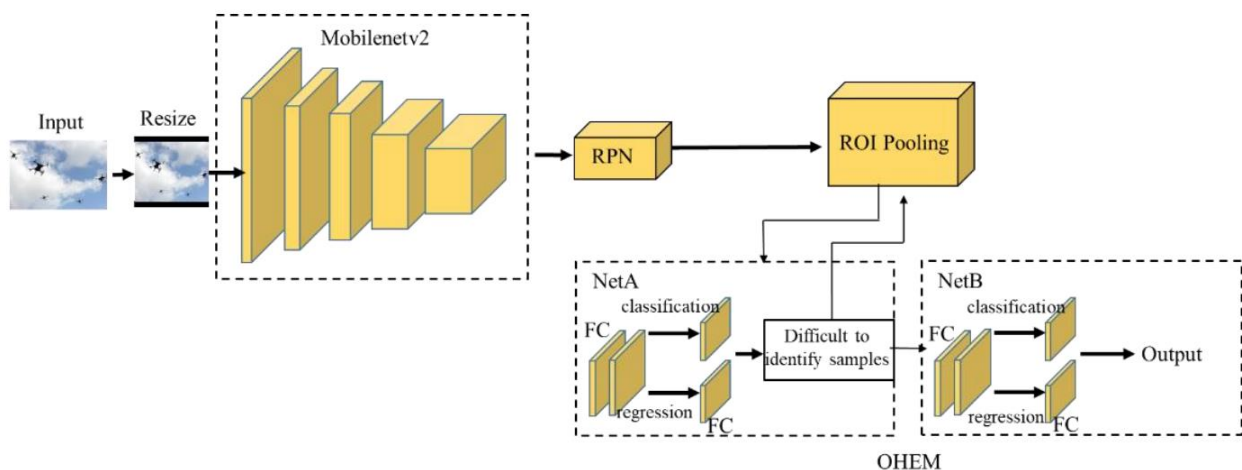 Mobilenetv2
Input
Resize
RPN
ROI Pooling
NetA
classification
FC
Difficult to
identify samples
regression
FC
NetB
classification
FC
Output
regression
FC
OHEM